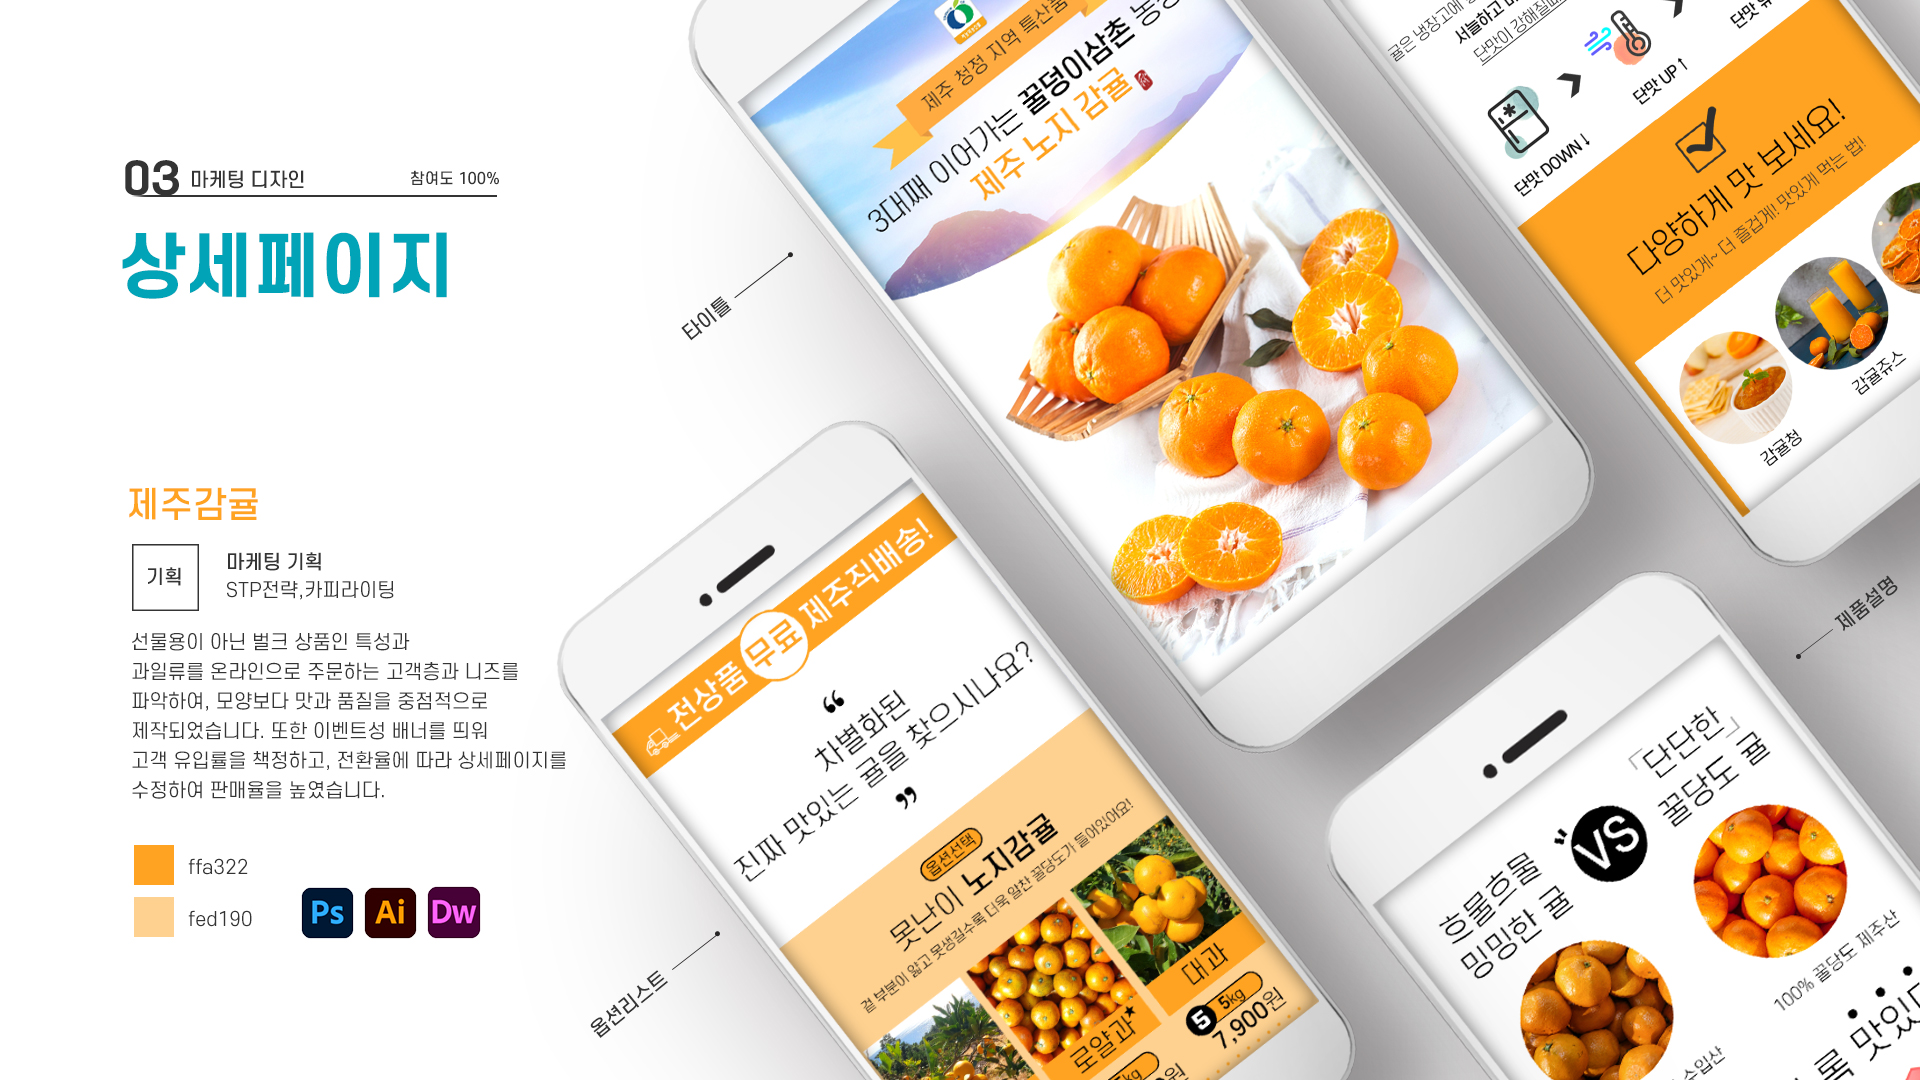 03 마케팅 디자인
참여도 100%
상세페이지
제주감귤
기획
마케팅 기획
STP전략,카피라이팅
선물용이 아닌 벌크 상품인 특성과
과일류를 온라인으로 주문하는 고객층과 니즈를
파악하여, 모양보다 맛과 품질을 중점적으로
제작되었습니다. 또한 이벤트성 배너를 띄워
고객 유입률을 책정하고, 전환율에 따라 상세페이지를
수정하여 판매율을 높였습니다.
ffa322
fed190
Ps
Ai
Dw
타이틀
제주 청정 지역 특산품
3대째 이어가는 꿀덩이삼촌 농장
제주 노지 감귤
귤은 냉장고에
서늘하고
단맛이 강해질때
단맛 DOWN↓
단맛 UP↑
단맛
다양하게 맛 보세요!
더 맛있게~ 더 즐겁게! 맛있게 먹는 법!
감귤청
감귤쥬스
옵션리스트
전상품 무료 제주직배송!
“
차별화된
진짜 맛있는 귤을 찾으시나요?
”
옵션선택
못난이 노지감귤
겉 부분이 얇고 못생길수록 더욱 알찬 꿀당도가 들어있어요!
로얄과
5kg
원
대과
5 5kg
7,900원
제품설명
「단단한」
꿀당도 귤
VS
흐물흐물
밍밍한 귤
100% 꿀당도 제주산
수입산
록 맛있다